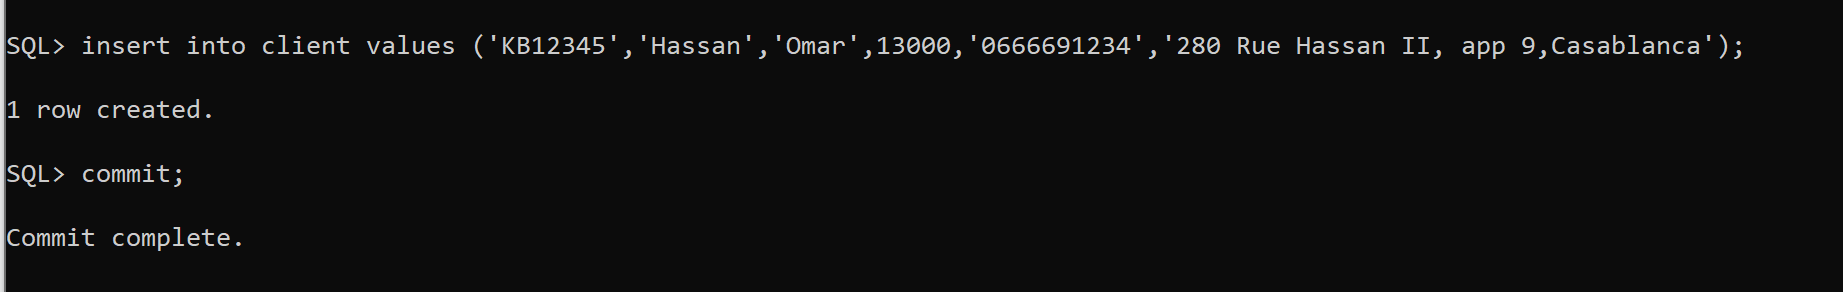 SQL> insert into client values ('KB12345','Hassan','Omar',13000,'0666691234','280 Rue Hassan II, app 9,Casablanca');
1 row created.
SQL> commit;
Commit complete.